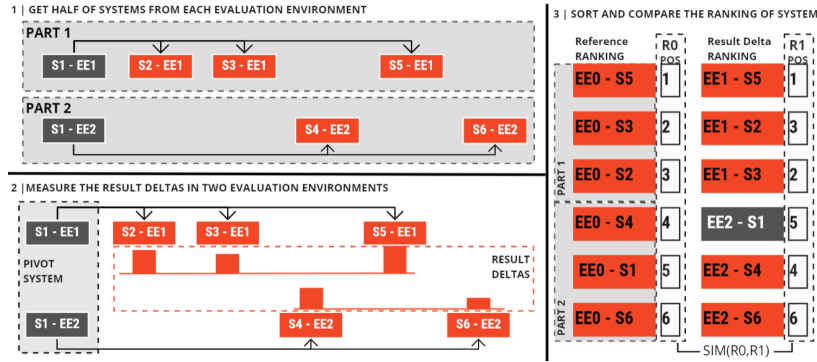 1 | GET HALF OF SYSTEMS FROM EACH EVALUATION ENVIRONMENT
PART 1
S1 - EE1 S2 - EE1 S3 - EE1 S5 - EE1
PART 2
S1 - EE2 S4 - EE2 S6 - EE2
2 | MEASURE THE RESULT DELTAS IN TWO EVALUATION ENVIRONMENTS
S1 - EE1 S2 - EE1 S3 - EE1 S5 - EE1
PIVOT
SYSTEM
RESULT
DELTAS
S1 - EE2 S4 - EE2 S6 - EE2
3 | SORT AND COMPARE THE RANKING OF SYSTEM
Reference
RANKING
R0
POS
Result Delta
RANKING
R1
POS
PART 1
EE0 - S5 1 EE1 - S5 1
EE0 - S3 2 EE1 - S2 3
EE0 - S2 3 EE1 - S3 2
PART 2
EE0 - S4 4 EE2 - S1 5
EE0 - S1 5 EE2 - S4 4
EE0 - S6 6 EE2 - S6 6
SIM(R0,R1)